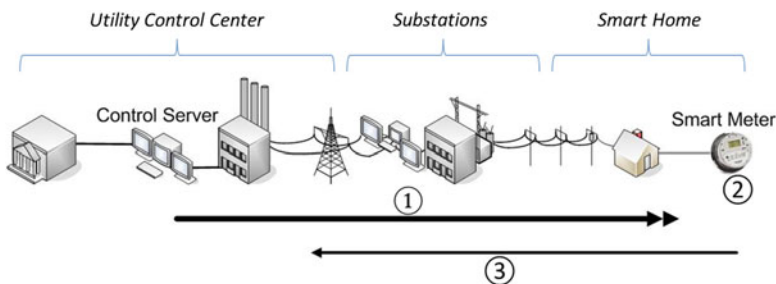 Utility Control Center Substations Smart Home
Control Server
Smart Meter
①
②
③